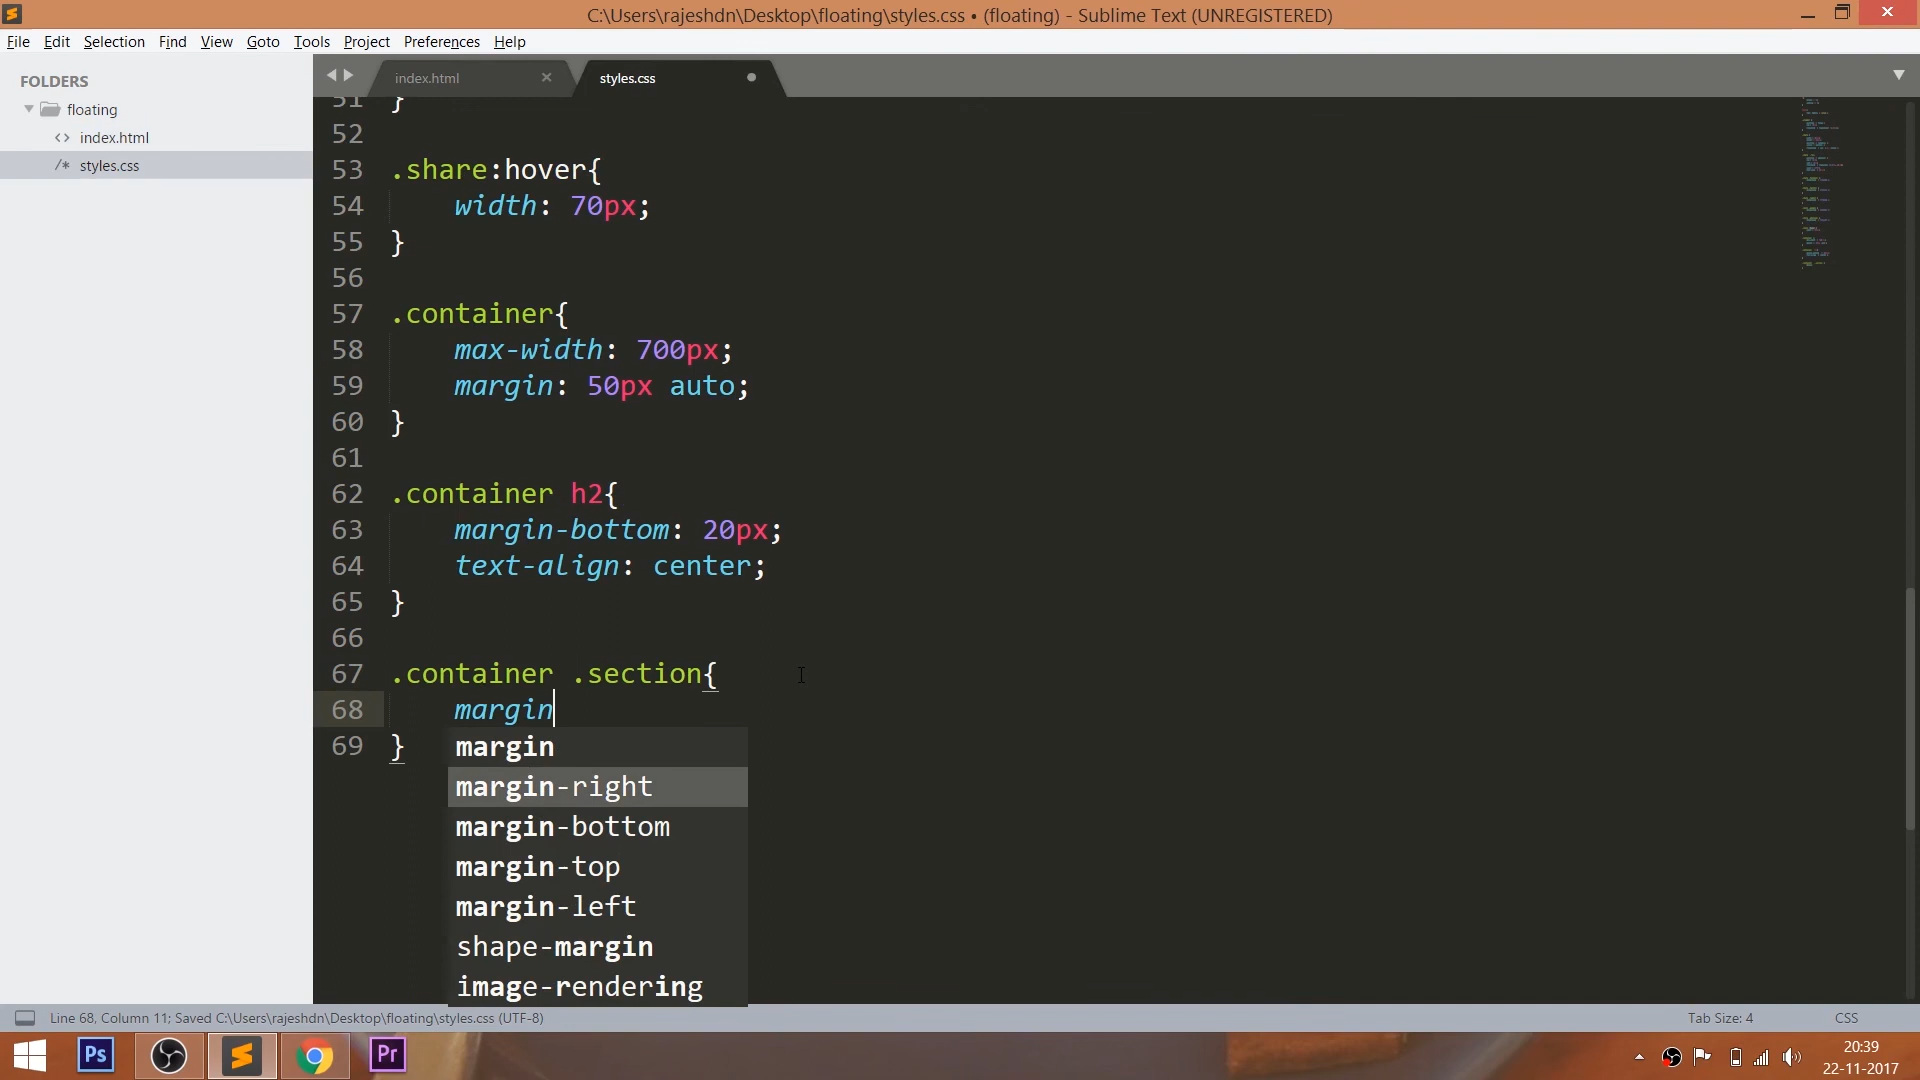 C:\Users\rajeshdn\Desktop\floating\styles.css • (floating) - Sublime Text (UNREGISTERED)
File Edit Selection Find View Goto Tools Project Preferences Help
FOLDERS
floating
<> index.html
/* styles.css
index.html
styles.css
51 }
52
53 .share:hover{
54 width: 70px;
55 }
56
57 .container{
58 max-width: 700px;
59 margin: 50px auto;
60 }
61
62 .container h2{
63 margin-bottom: 20px;
64 text-align: center;
65 }
66
67 .container .section{
68 margin
69 }
margin
margin-right
margin-bottom
margin-top
margin-left
shape-margin
image-rendering
Line 68, Column 11; Saved C:\Users\rajeshdn\Desktop\floating\styles.css (UTF-8)
Tab Size: 4
CSS
Ps
Pr
20:39
22-11-2017